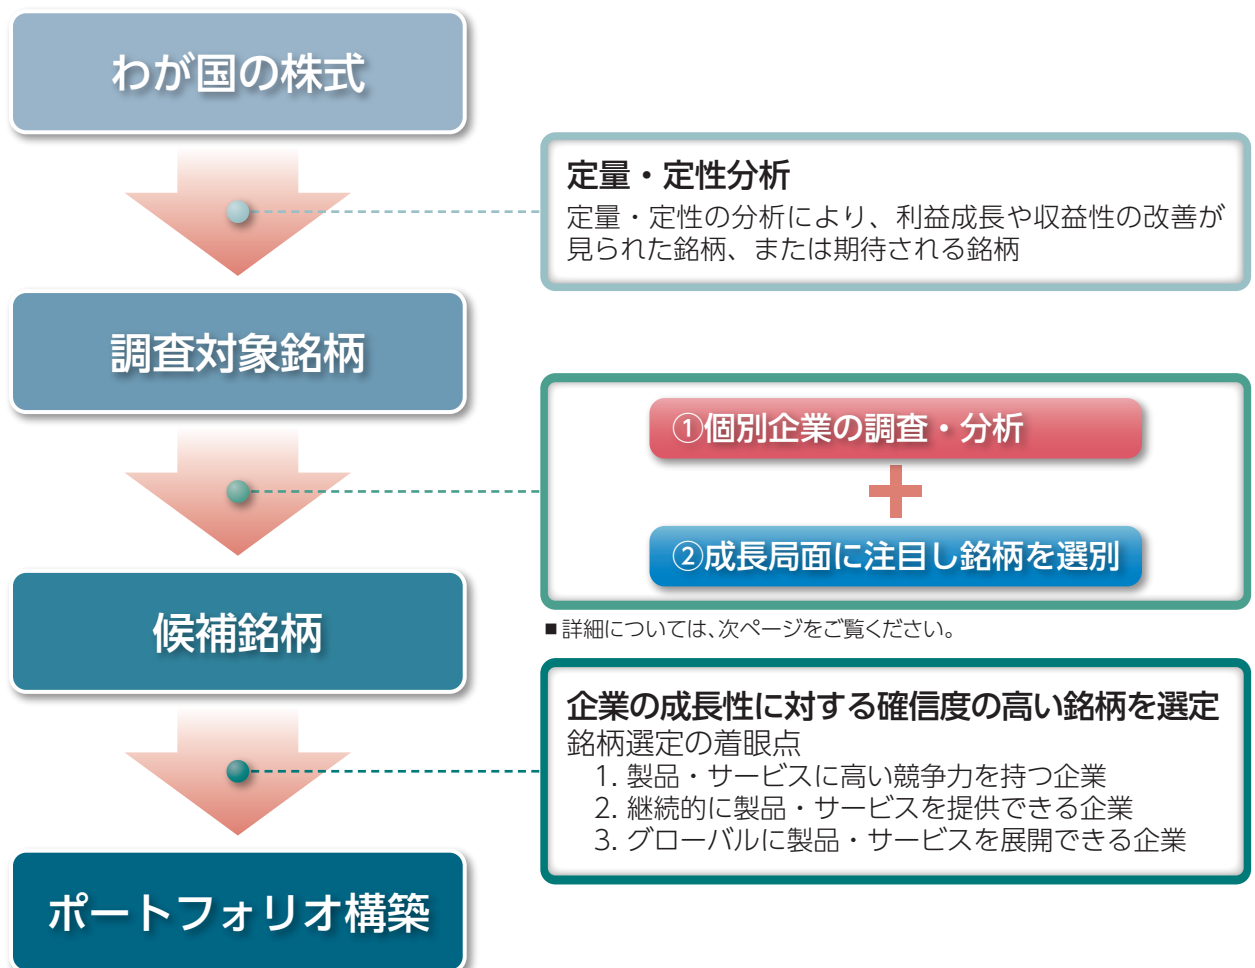 わが国の株式
定量・定性分析
定量・定性の分析により、利益成長や収益性の改善が
見られた銘柄、または期待される銘柄
調査対象銘柄
①個別企業の調査・分析
+
②成長局面に注目し銘柄を選別
■詳細については、次ページをご覧ください。
候補銘柄
企業の成長性に対する確信度の高い銘柄を選定
銘柄選定の着眼点
1. 製品・サービスに高い競争力を持つ企業
2. 継続的に製品・サービスを提供できる企業
3. グローバルに製品・サービスを展開できる企業
ポートフォリオ構築